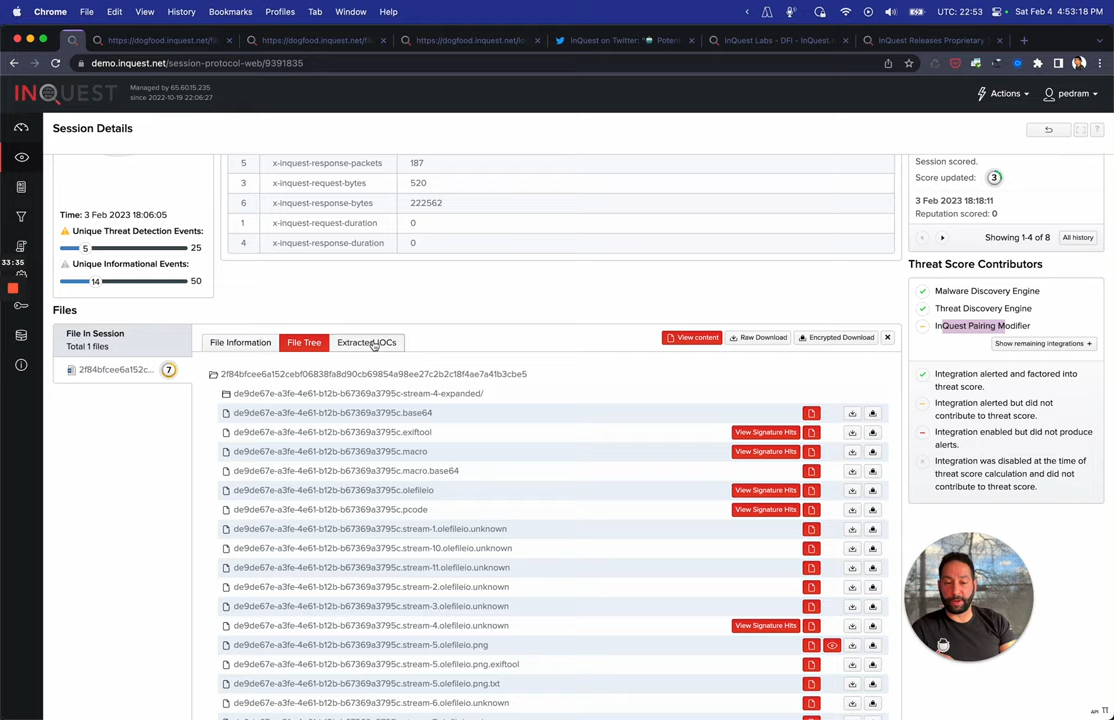 Chrome File Edit View History Bookmarks Profiles Tab Window Help UTC: 22:53 Sat Feb 4 4:53:18 PM
https://dogfood.inquest.net/fil × https://dogfood.inquest.net/file × https://dogfood.inquest.net/lo × InQuest on Twitter: " Potent × InQuest Labs - DFI - InQuest.n × InQuest Releases Proprietary ×
demo.inquest.net/session-protocol-web/9391835
INQUEST
Managed by 65.60.15.235
since 2022-10-19 22:06:27
Actions pedram
Session Details
5 x-inquest-response-packets 187
3 x-inquest-request-bytes 520
6 x-inquest-response-bytes 222562
1 x-inquest-request-duration 0
4 x-inquest-response-duration 0
Time: 3 Feb 2023 18:06:05
Unique Threat Detection Events:
5 25
Unique Informational Events:
14 50
33:35
Session scored.
Score updated: 3
3 Feb 2023 18:18:11
Reputation scored: 0
Showing 1-4 of 8 All history
Threat Score Contributors
Malware Discovery Engine
Threat Discovery Engine
InQuest Pairing Modifier
Show remaining integrations +
Integration alerted and factored into
threat score.
Integration alerted but did not
contribute to threat score.
Integration enabled but did not produce
alerts.
Integration was disabled at the time of
threat score calculation and did not
contribute to threat score.
Files
File In Session
Total 1 files
2f84bfcee6a152c... 7
File Information File Tree Extracted IOCs View content Raw Download Encrypted Download
2f84bfcee6a152cebf06838fa8d90cb69854a98ee27c2b2c18f4ae7a41b3cbe5
de9de67e-a3fe-4e61-b12b-b67369a3795c-stream-4-expanded/
de9de67e-a3fe-4e61-b12b-b67369a3795c.base64
de9de67e-a3fe-4e61-b12b-b67369a3795c.exiftool View Signature Hits
de9de67e-a3fe-4e61-b12b-b67369a3795c.macro View Signature Hits
de9de67e-a3fe-4e61-b12b-b67369a3795c.macro.base64
de9de67e-a3fe-4e61-b12b-b67369a3795c.olefileio View Signature Hits
de9de67e-a3fe-4e61-b12b-b67369a3795c.pcode View Signature Hits
de9de67e-a3fe-4e61-b12b-b67369a3795c.stream-1.olefileio.unknown
de9de67e-a3fe-4e61-b12b-b67369a3795c.stream-10.olefileio.unknown
de9de67e-a3fe-4e61-b12b-b67369a3795c.stream-11.olefileio.unknown
de9de67e-a3fe-4e61-b12b-b67369a3795c.stream-2.olefileio.unknown
de9de67e-a3fe-4e61-b12b-b67369a3795c.stream-3.olefileio.unknown
de9de67e-a3fe-4e61-b12b-b67369a3795c.stream-4.olefileio.unknown View Signature Hits
de9de67e-a3fe-4e61-b12b-b67369a3795c.stream-5.olefileio.png
de9de67e-a3fe-4e61-b12b-b67369a3795c.stream-5.olefileio.png.exiftool
de9de67e-a3fe-4e61-b12b-b67369a3795c.stream-5.olefileio.png.txt
de9de67e-a3fe-4e61-b12b-b67369a3795c.stream-6.olefileio.unknown
API